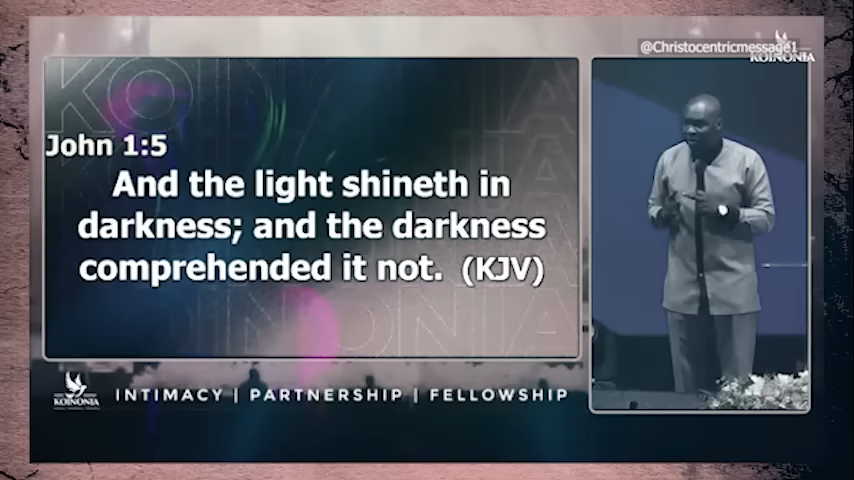 @Christocentricmessage1
KOINONIA
John 1:5
And the light shineth in
darkness; and the darkness
comprehended it not. (KJV)
KOINONIA
INTIMACY | PARTNERSHIP | FELLOWSHIP